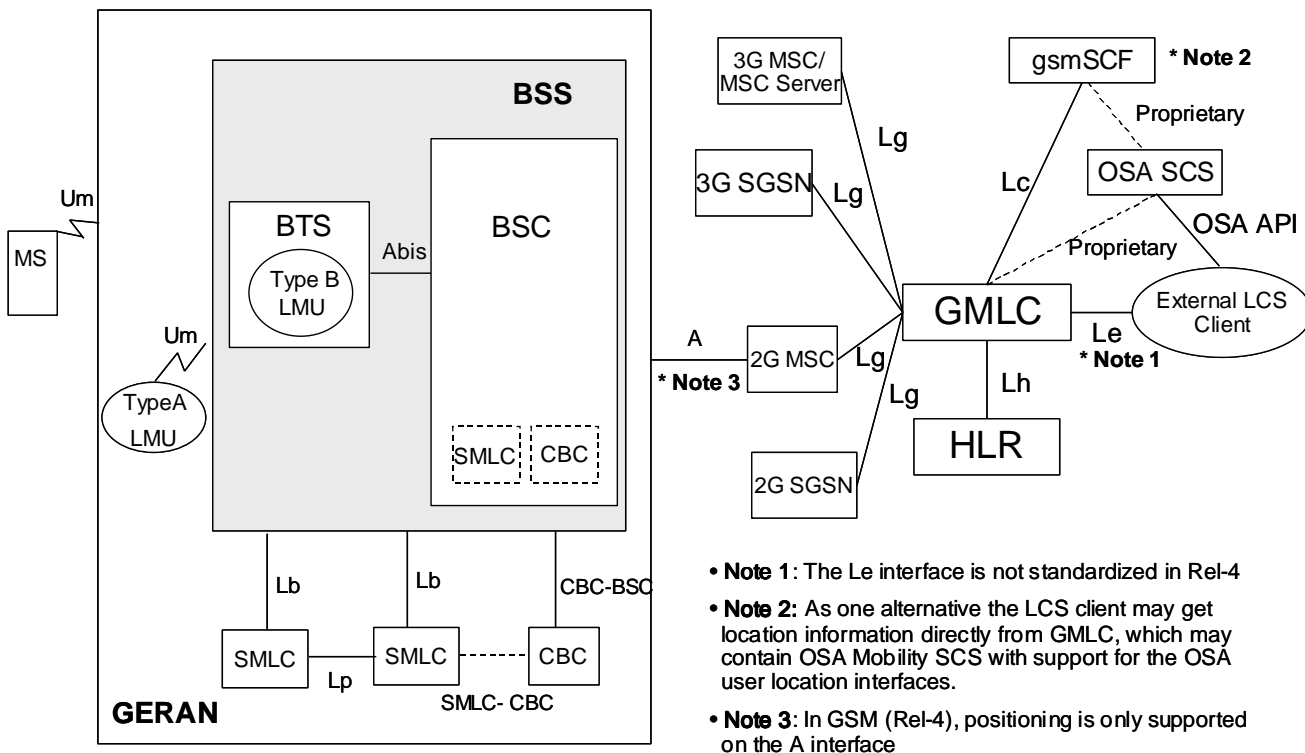 BSS
BTS
Type B
LMU
Abis
BSC
SMLC
CBC
Um
MS
Um
TypeA
LMU
Lb
Lb
CBC-BSC
SMLC
Lp
SMLC
SMLC- CBC
CBC
GERAN
A
* Note 3
3G MSC/
MSC Server
3G SGSN
2G MSC
2G SGSN
Lg
Lg
Lg
Lg
gsmSCF
* Note 2
Proprietary
Lc
OSA SCS
OSA API
Proprietary
GMLC
Le
* Note 1
External LCS
Client
Lh
HLR
• Note 1: The Le interface is not standardized in Rel-4
• Note 2: As one alternative the LCS client may get
location information directly from GMLC, which may
contain OSA Mobility SCS with support for the OSA
user location interfaces.
• Note 3: In GSM (Rel-4), positioning is only supported
on the A interface